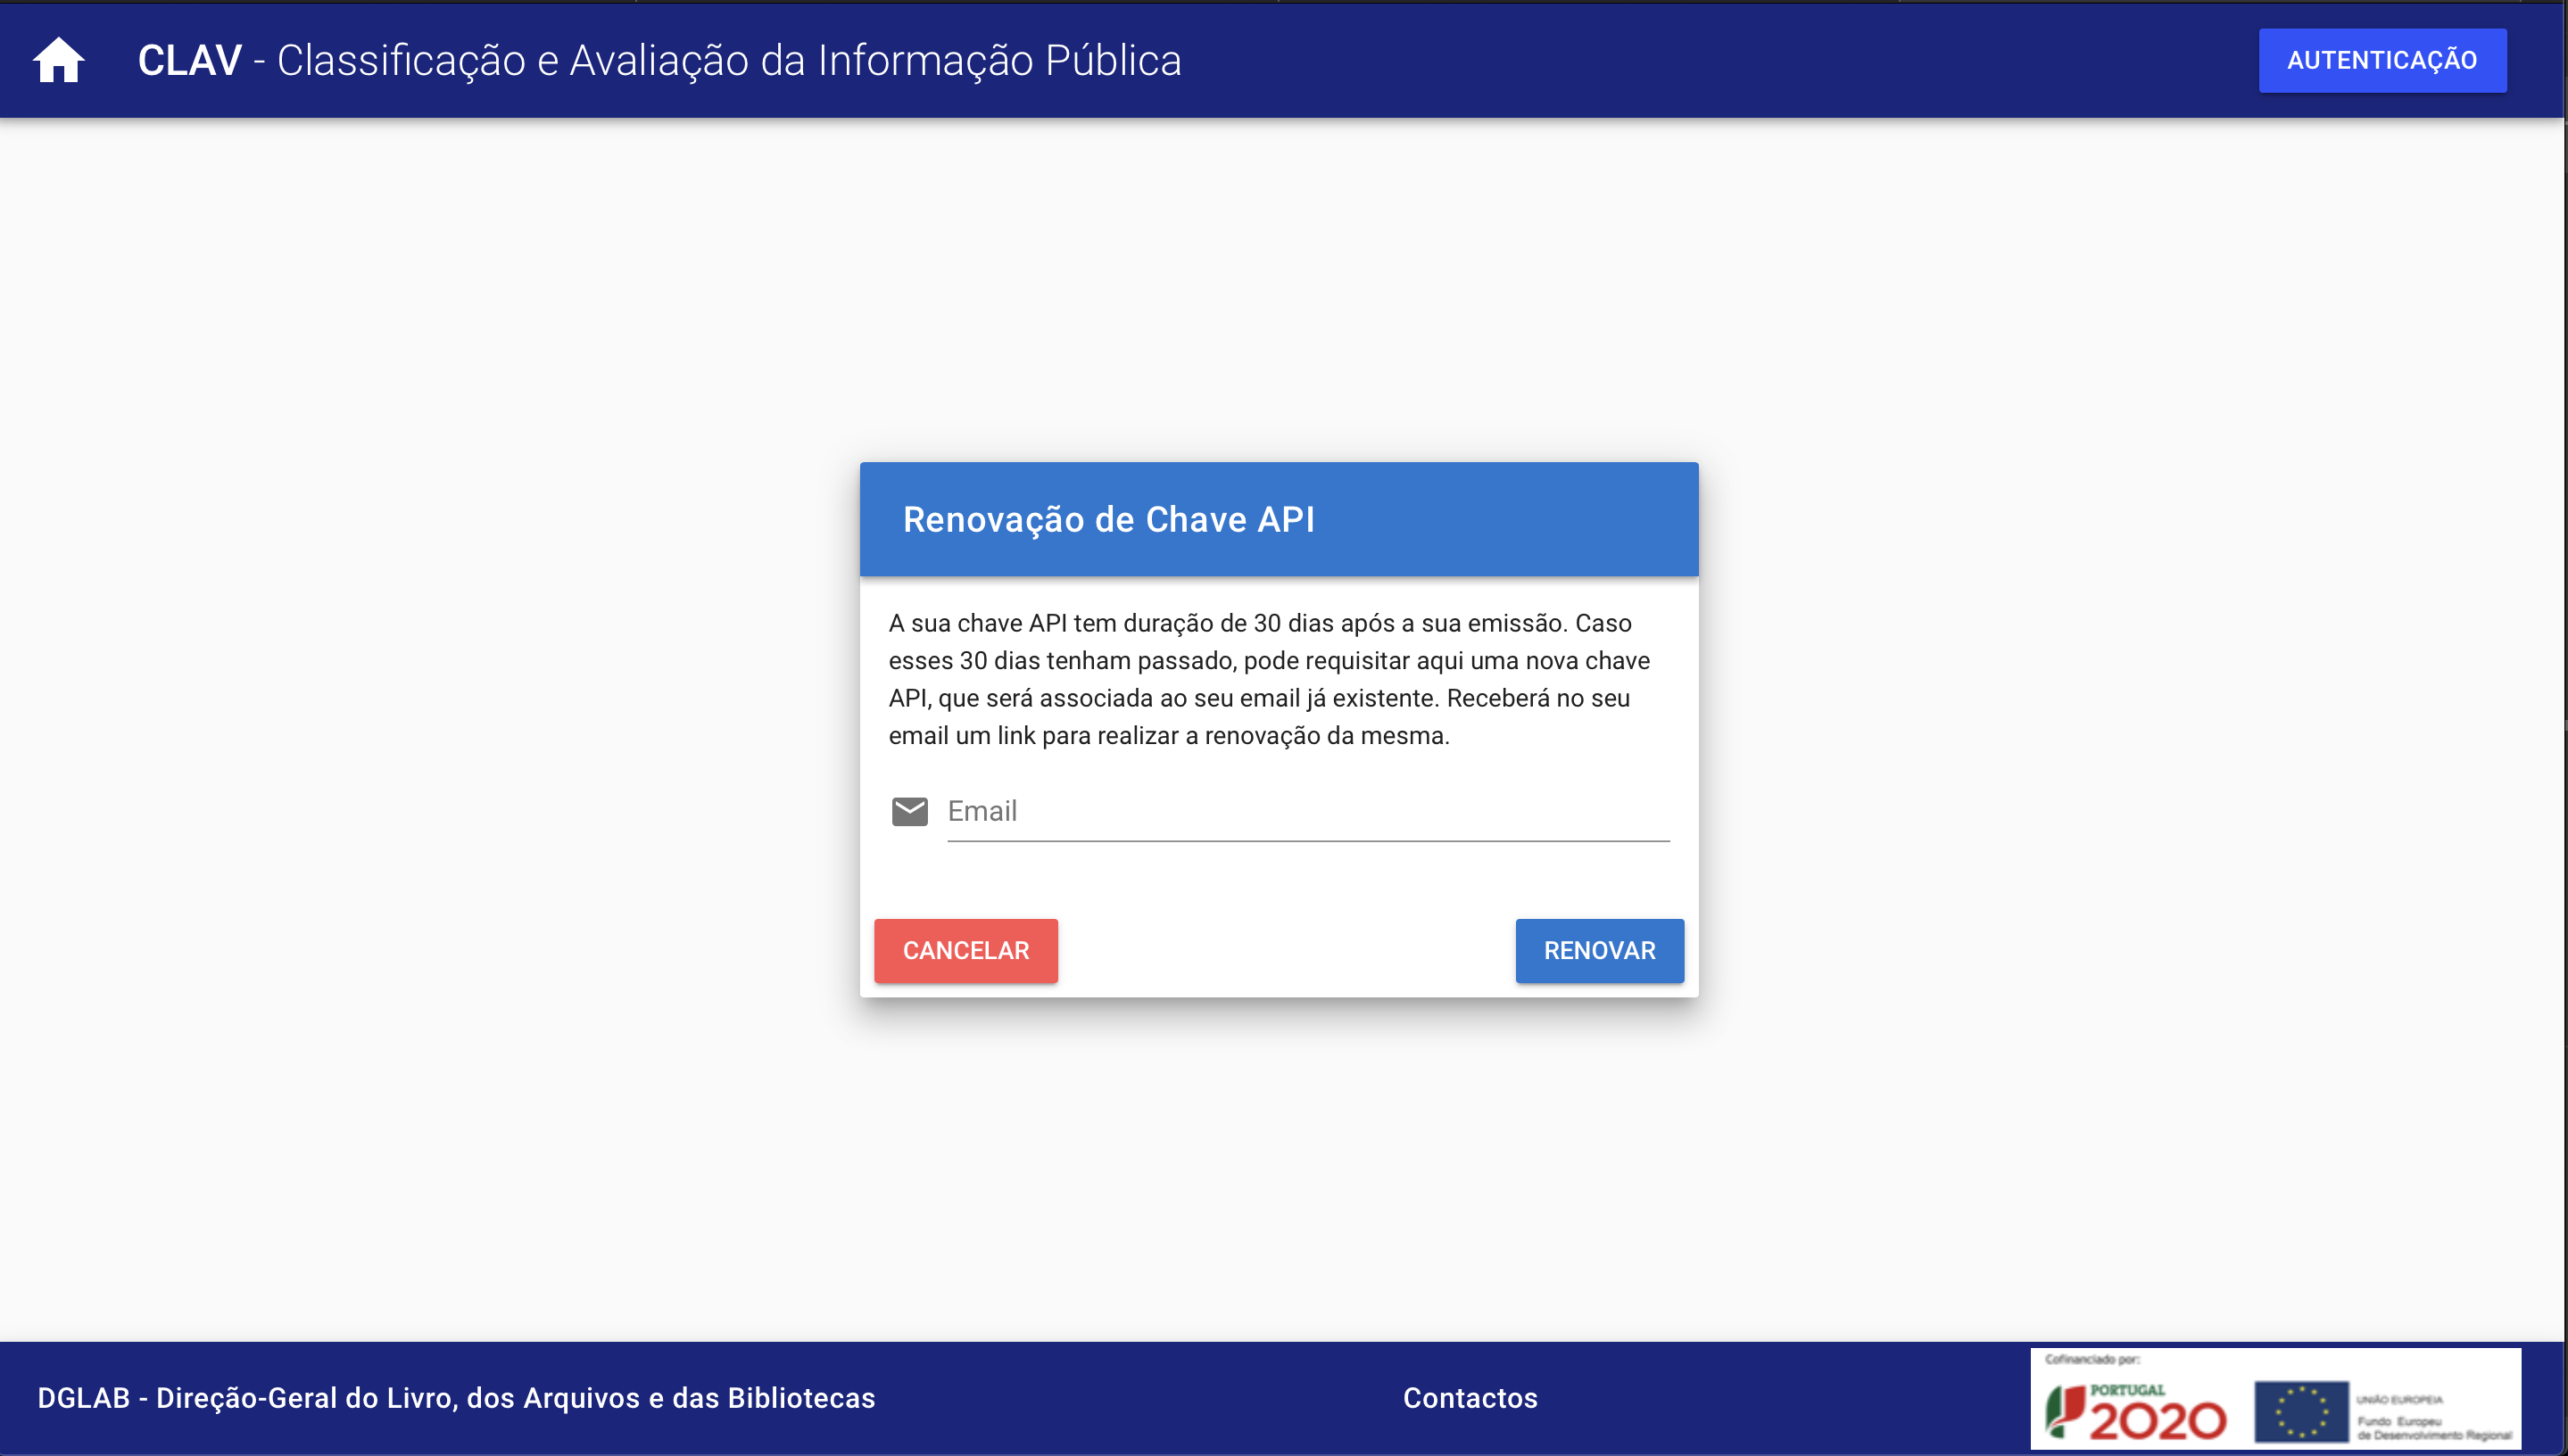 CLAV - Classificação e Avaliação da Informação Pública
AUTENTICAÇÃO
Renovação de Chave API
A sua chave API tem duração de 30 dias após a sua emissão. Caso
esses 30 dias tenham passado, pode requisitar aqui uma nova chave
API, que será associada ao seu email já existente. Receberá no seu
email um link para realizar a renovação da mesma.
Email
CANCELAR
RENOVAR
DGLAB - Direção-Geral do Livro, dos Arquivos e das Bibliotecas
Contactos
Cofinanciado por:
PORTUGAL
2020
UNIÃO EUROPEIA
Fundo Europeu
de Desenvolvimento Regional